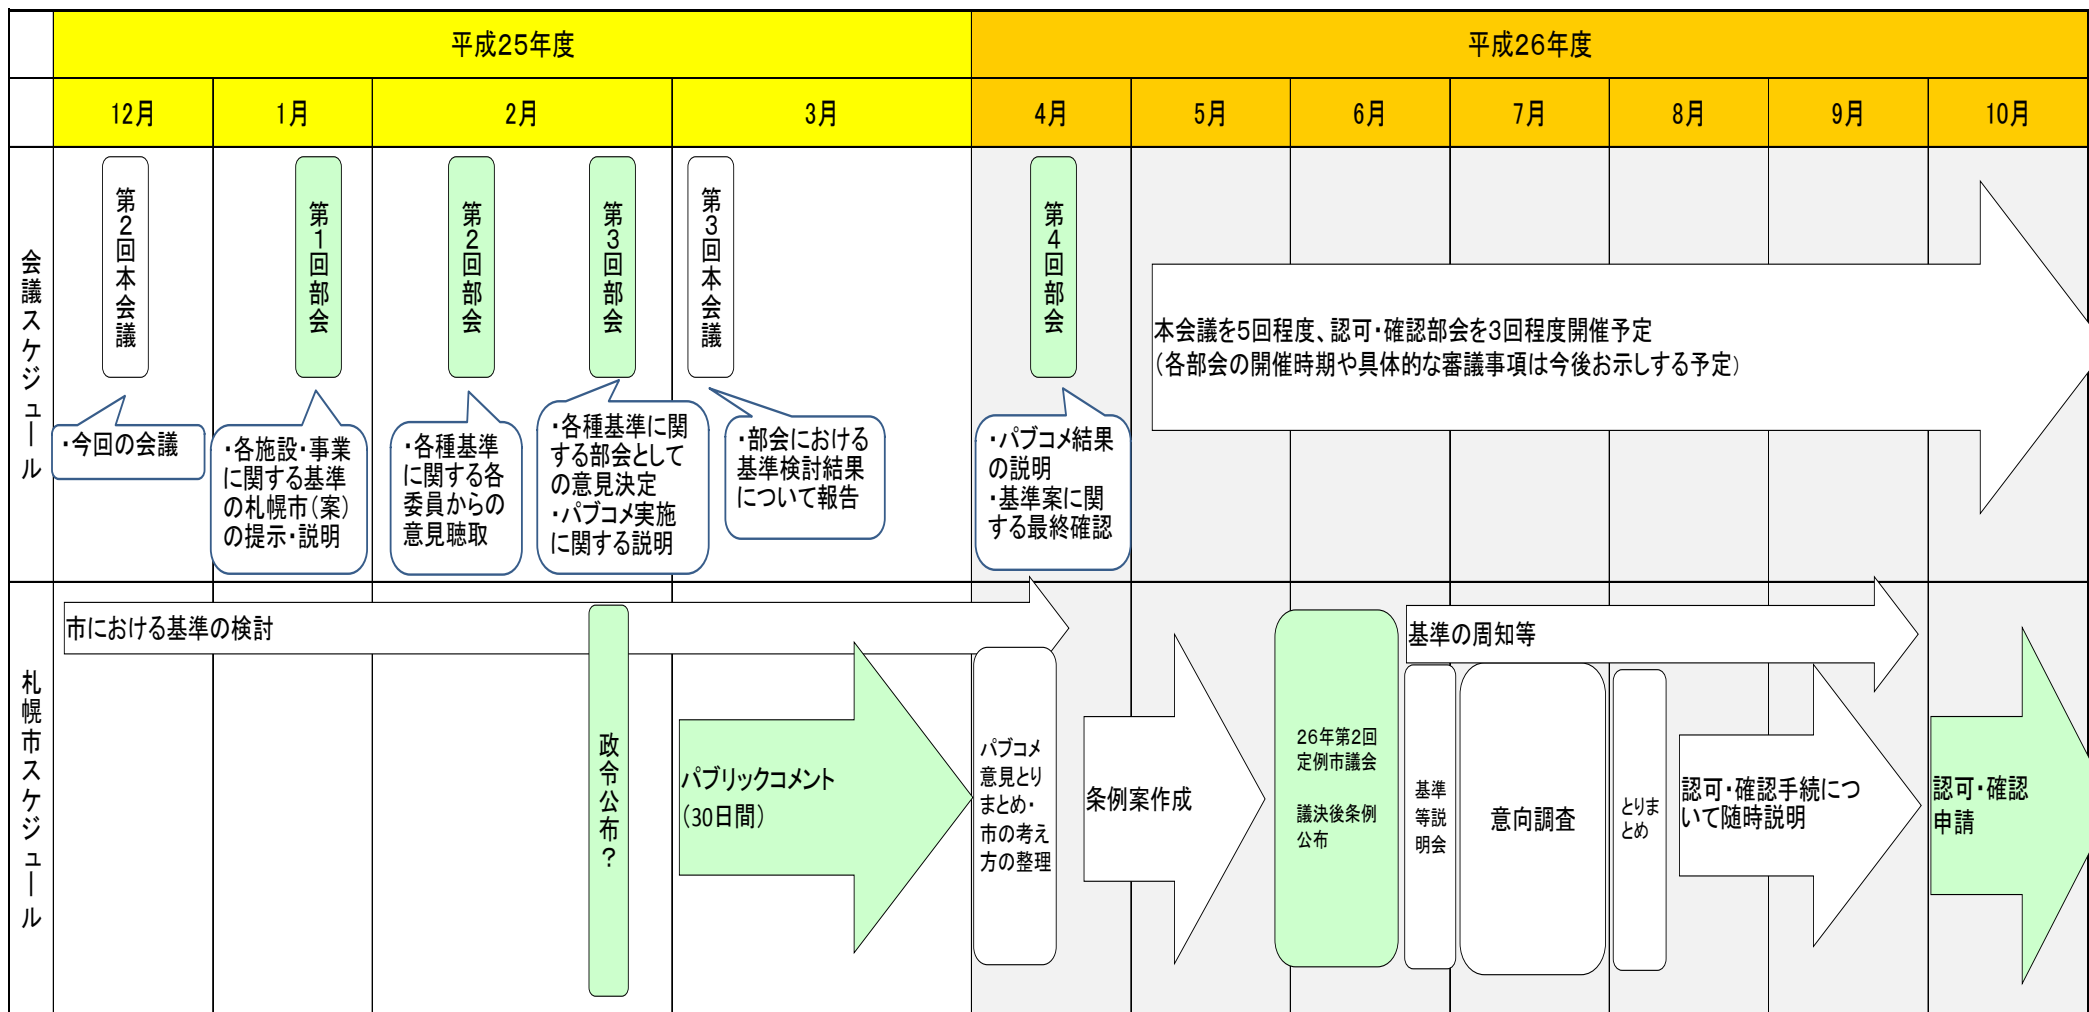 平成25年度
平成26年度
12月
1月
2月
3月
4月
5月
6月
7月
8月
9月
10月
会議スケジュール
第2回本会議
第1回部会
第2回部会
第3回部会
第3回本会議
第4回部会
本会議を5回程度、認可・確認部会を3回程度開催予定
(各部会の開催時期や具体的な審議事項は今後お示しする予定)
・今回の会議
・各施設・事業
に関する基準
の札幌市(案)
の提示・説明
・各種基準
に関する各
委員からの
意見聴取
・各種基準に関
する部会として
の意見決定
・パブコメ実施
に関する説明
・部会における
基準検討結果
について報告
・パブコメ結果
の説明
・基準案に関
する最終確認
札幌市スケジュール
市における基準の検討
政令公布?
パブリックコメント
(30日間)
パブコメ
意見とり
まとめ・
市の考え
方の整理
条例案作成
26年第2回
定例市議会
議決後条例
公布
基準の周知等
基準
等説
明会
意向調査
とりま
とめ
認可・確認手続につ
いて随時説明
認可・確認
申請